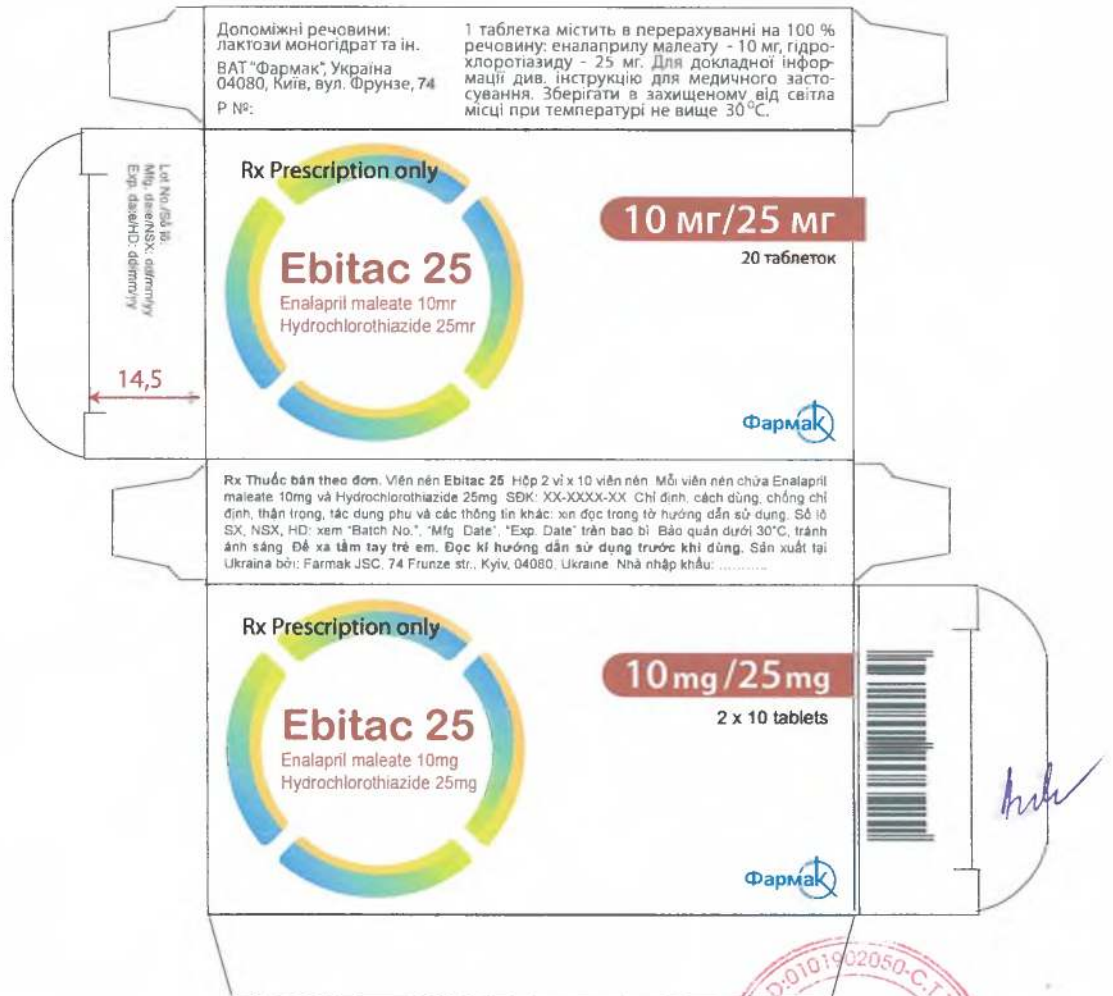 Допоміжні речовини:
лактози моногідрат та ін.
ВАТ "Фармак", Україна
04080, Київ, вул. Фрунзе, 74
Р №:
1 таблетка містить в перерахуванні на 100 %
речовину: еналаприлу малеату - 10 мг, гідро-
хлоротіазиду - 25 мг. Для докладної інфор-
мації див. інструкцію для медичного засто-
сування. Зберігати в захищеному від світла
місці при температурі не вище 30°C.
Lot No./Số lô:
Mfg. date/NSX: dd/mm/yy
Exp. date/HD: dd/mm/yy
14,5
Rx Prescription only
Ebitac 25
Enalapril maleate 10мг
Hydrochlorothiazide 25мг
10 мг/25 мг
20 таблеток
Фармак
Rx Thuốc bán theo đơn. Viên nén Ebitac 25 Hộp 2 vỉ x 10 viên nén Mỗi viên nén chứa Enalapril
maleate 10mg và Hydrochlorothiazide 25mg SĐK: XX-XXXX-XX Chỉ định, cách dùng, chống chỉ
định, thận trọng, tác dụng phụ và các thông tin khác: xin đọc trong tờ hướng dẫn sử dụng. Số lô
SX, NSX, HD: xem "Batch No.", "Mfg. Date", "Exp. Date" trên bao bì Bảo quản dưới 30°C, tránh
ánh sáng Để xa tầm tay trẻ em. Đọc kĩ hướng dẫn sử dụng trước khi dùng. Sản xuất tại
Ukraina bởi: Farmak JSC, 74 Frunze str., Kyiv, 04080, Ukraine Nhà nhập khẩu: ...........
Rx Prescription only
Ebitac 25
Enalapril maleate 10mg
Hydrochlorothiazide 25mg
10 mg/25 mg
2 x 10 tablets
Фармак
D:0101902050-C.T